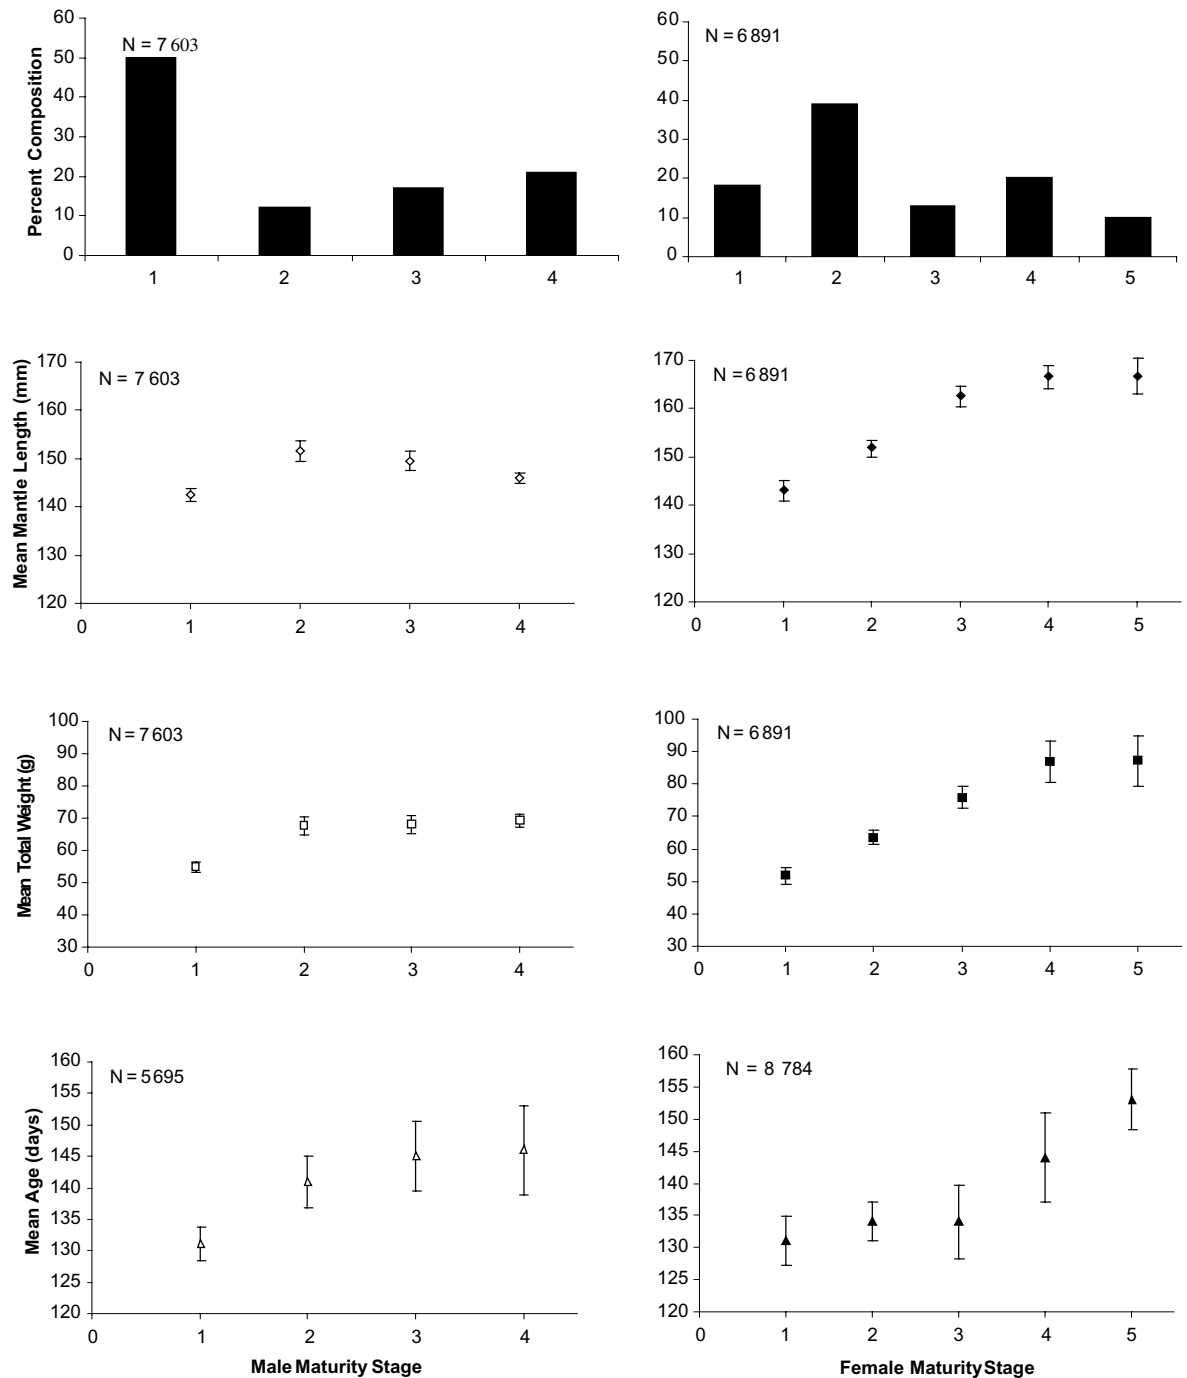 60
50
40
30
20
10
0
Percent Composition
N = 7 603
1 2 3 4
60
50
40
30
20
10
0
N = 6 891
1 2 3 4 5
170
160
150
140
130
120
Mean Mantle Length (mm)
N = 7 603
0 1 2 3 4
170
160
150
140
130
120
N = 6 891
0 1 2 3 4 5
100
90
80
70
60
50
40
30
Mean Total Weight (g)
N = 7 603
0 1 2 3 4
100
90
80
70
60
50
40
30
N = 6 891
0 1 2 3 4 5
160
155
150
145
140
135
130
125
120
Mean Age (days)
N = 5 695
0 1 2 3 4
Male Maturity Stage
160
155
150
145
140
135
130
125
120
N = 8 784
0 1 2 3 4 5
Female Maturity Stage